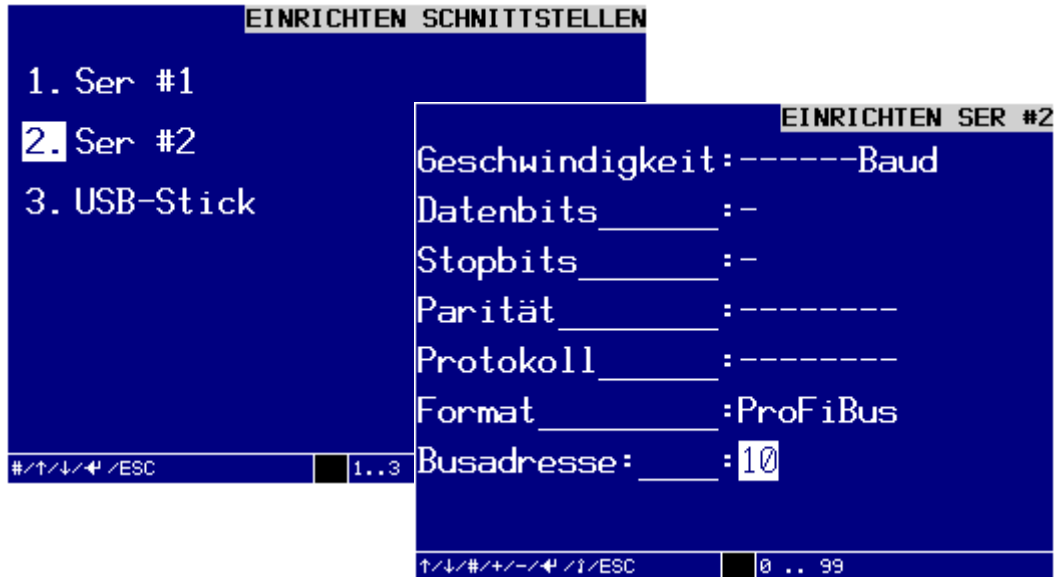 EINRICHTEN SCHNITTSTELLEN
1. Ser #1
2. Ser #2
3. USB-Stick
#/↑/↓/↵ /ESC 1..3
EINRICHTEN SER #2
Geschwindigkeit:------Baud
Datenbits______:-
Stopbits_______:-
Parität________:--------
Protokoll______:--------
Format_________:ProFiBus
Busadresse:____:10
↑/↓/#/+/-/↵ /⇧/ESC 0 .. 99